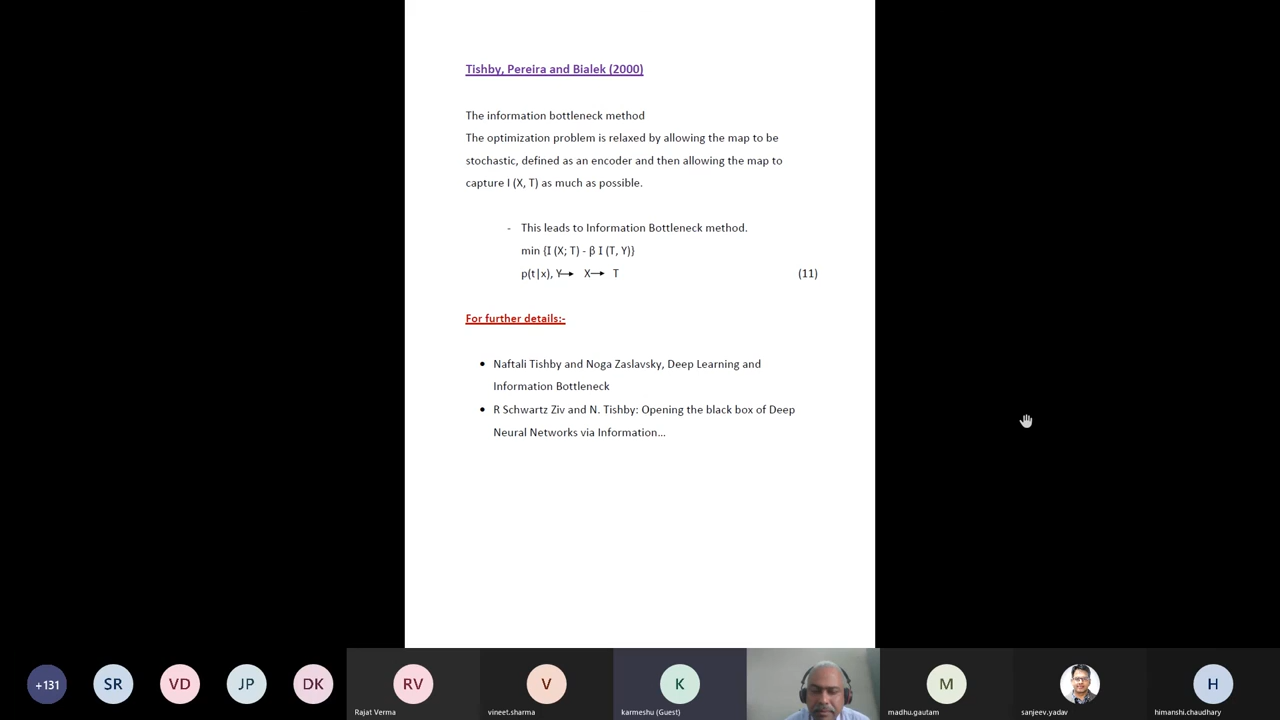 Tishby, Pereira and Bialek (2000)
The information bottleneck method
The optimization problem is relaxed by allowing the map to be
stochastic, defined as an encoder and then allowing the map to
capture I (X, T) as much as possible.
- This leads to Information Bottleneck method.
min {I (X; T) - β I (T, Y)}
p(t|x), Y→ X→ T (11)
For further details:-
• Naftali Tishby and Noga Zaslavsky, Deep Learning and
Information Bottleneck
• R Schwartz Ziv and N. Tishby: Opening the black box of Deep
Neural Networks via Information…
+131 SR VD JP DK RV V K M H
Rajat Verma vineet.sharma karmeshu (Guest) madhu.gautam sanjeev.yadav himanshi.chaudhary